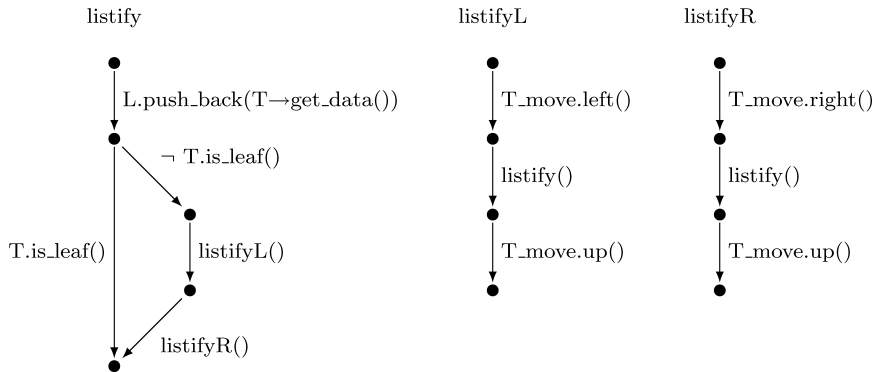 listify
listifyL
listifyR
L.push_back(T→get_data())
T_move.left()
T_move.right()
¬ T.is_leaf()
listify()
listify()
T.is_leaf()
listifyL()
T_move.up()
T_move.up()
listifyR()